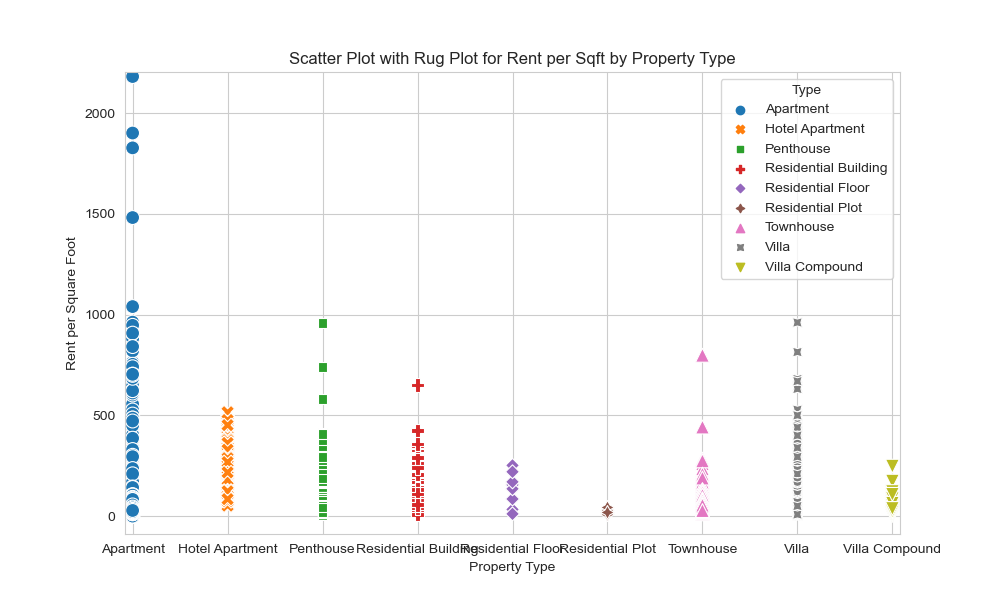 Scatter Plot with Rug Plot for Rent per Sqft by Property Type
Type
Apartment
Hotel Apartment
Penthouse
Residential Building
Residential Floor
Residential Plot
Townhouse
Villa
Villa Compound
Rent per Square Foot
2000
1500
1000
500
0
Apartment Hotel Apartment Penthouse Residential Building Residential Floor Residential Plot Townhouse Villa Villa Compound
Property Type